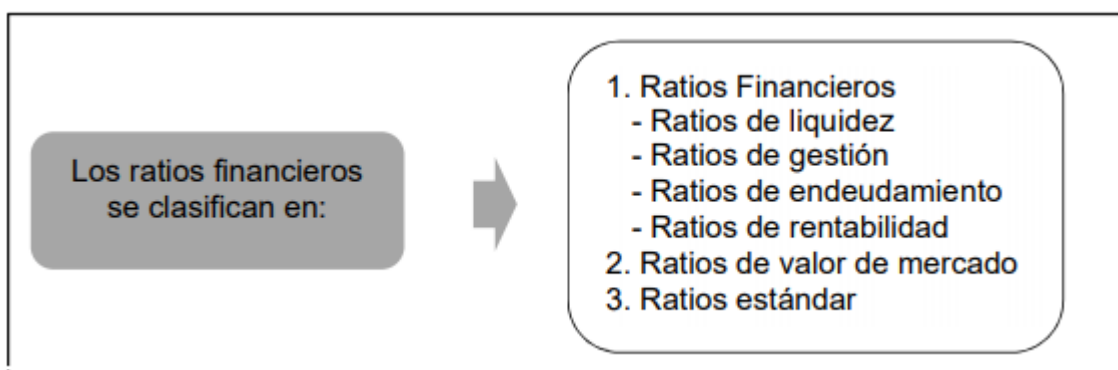 Los ratios financieros
se clasifican en:
1. Ratios Financieros
- Ratios de liquidez
- Ratios de gestión
- Ratios de endeudamiento
- Ratios de rentabilidad
2. Ratios de valor de mercado
3. Ratios estándar